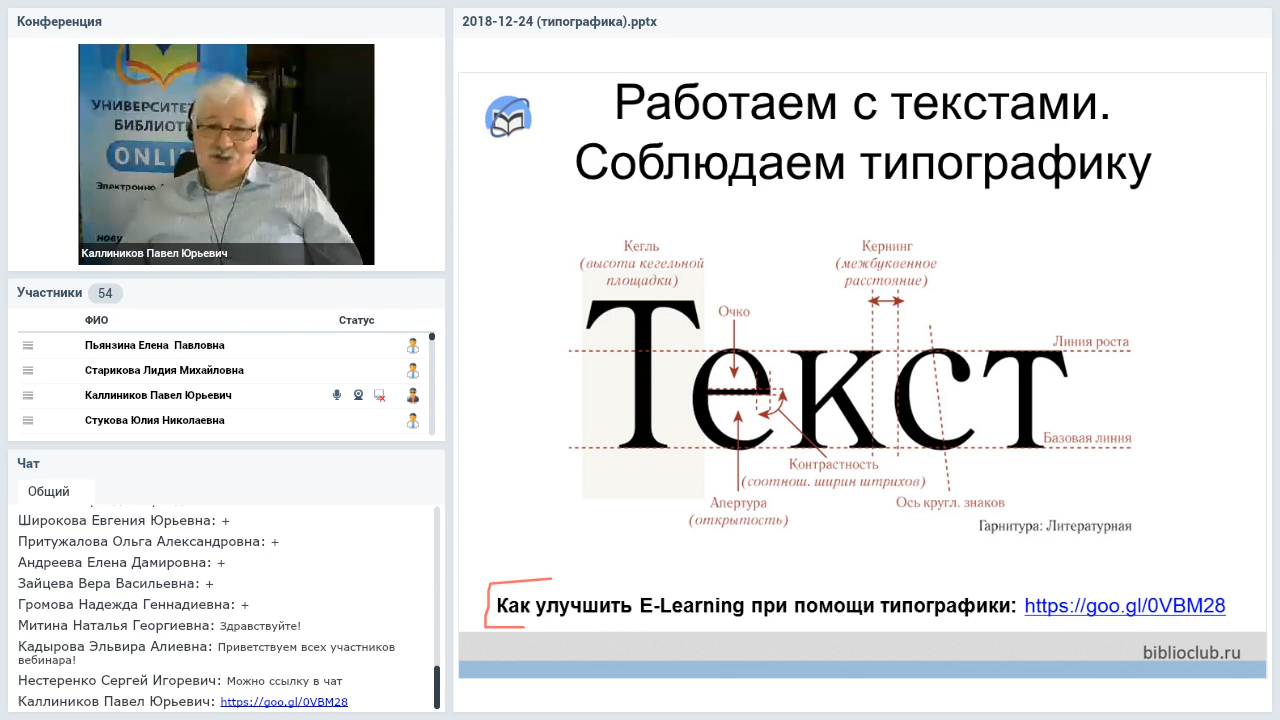 Конференция
УНИВЕРСИТЕ
БИБЛИОТЕ
ONLI
Электронно
нову
Каллиников Павел Юрьевич
Участники 54
ФИО Статус
Пьянзина Елена Павловна
Старикова Лидия Михайловна
Каллиников Павел Юрьевич
Стукова Юлия Николаевна
Чат
Общий
Широкова Евгения Юрьевна: +
Притужалова Ольга Александровна: +
Андреева Елена Дамировна: +
Зайцева Вера Васильевна: +
Громова Надежда Геннадиевна: +
Митина Наталья Георгиевна: Здравствуйте!
Кадырова Эльвира Алиевна: Приветствуем всех участников
вебинара!
Нестеренко Сергей Игоревич: Можно ссылку в чат
Каллиников Павел Юрьевич: https://goo.gl/0VBM28
2018-12-24 (типографика).pptx
Работаем с текстами.
Соблюдаем типографику
Кегль
(высота кегельной
площадки)
Кернинг
(межбуквенное
расстояние)
Очко
Линия роста
Текст
Базовая линия
Контрастность
(соотнош. ширин штрихов)
Апертура
(открытость)
Ось кругл. знаков
Гарнитура: Литературная
Как улучшить E-Learning при помощи типографики: https://goo.gl/0VBM28
biblioclub.ru